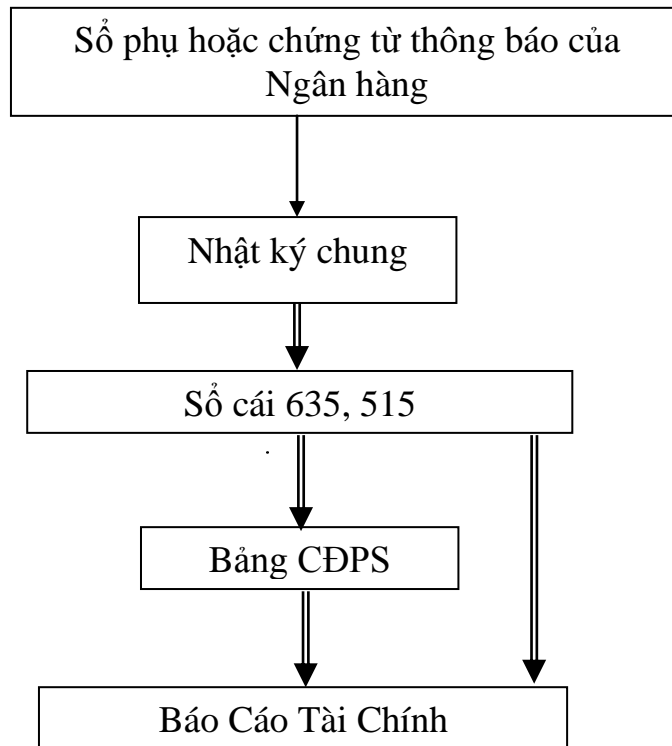 Sổ phụ hoặc chứng từ thông báo của
Ngân hàng
Nhật ký chung
Sổ cái 635, 515
.
Bảng CĐPS
Báo Cáo Tài Chính